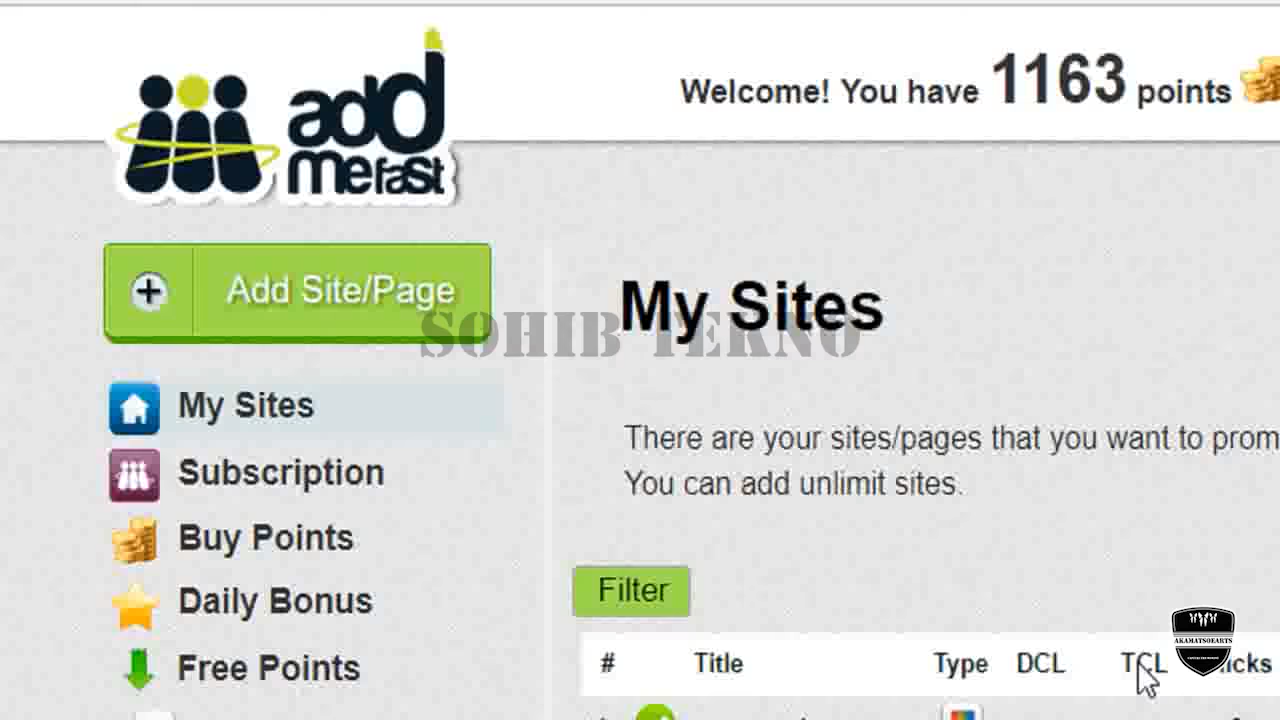 add
mefast
Welcome! You have 1163 points
Add Site/Page
My Sites
SOHIB TEKNO
My Sites
Subscription
Buy Points
Daily Bonus
Free Points
There are your sites/pages that you want to prom
You can add unlimit sites.
Filter
# Title Type DCL TCL icks
AKAMATSOEARTS